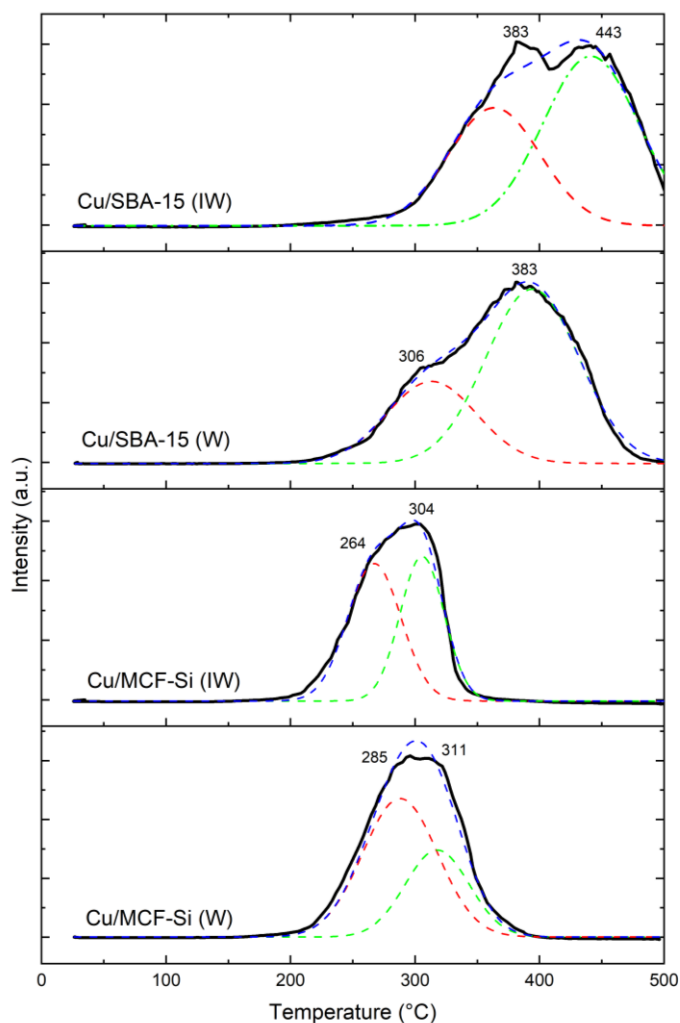 383 443
Cu/SBA-15 (IW)
383
306
Cu/SBA-15 (W)
304
264
Cu/MCF-Si (IW)
285 311
Cu/MCF-Si (W)
Intensity (a.u.)
0 100 200 300 400 500
Temperature (°C)